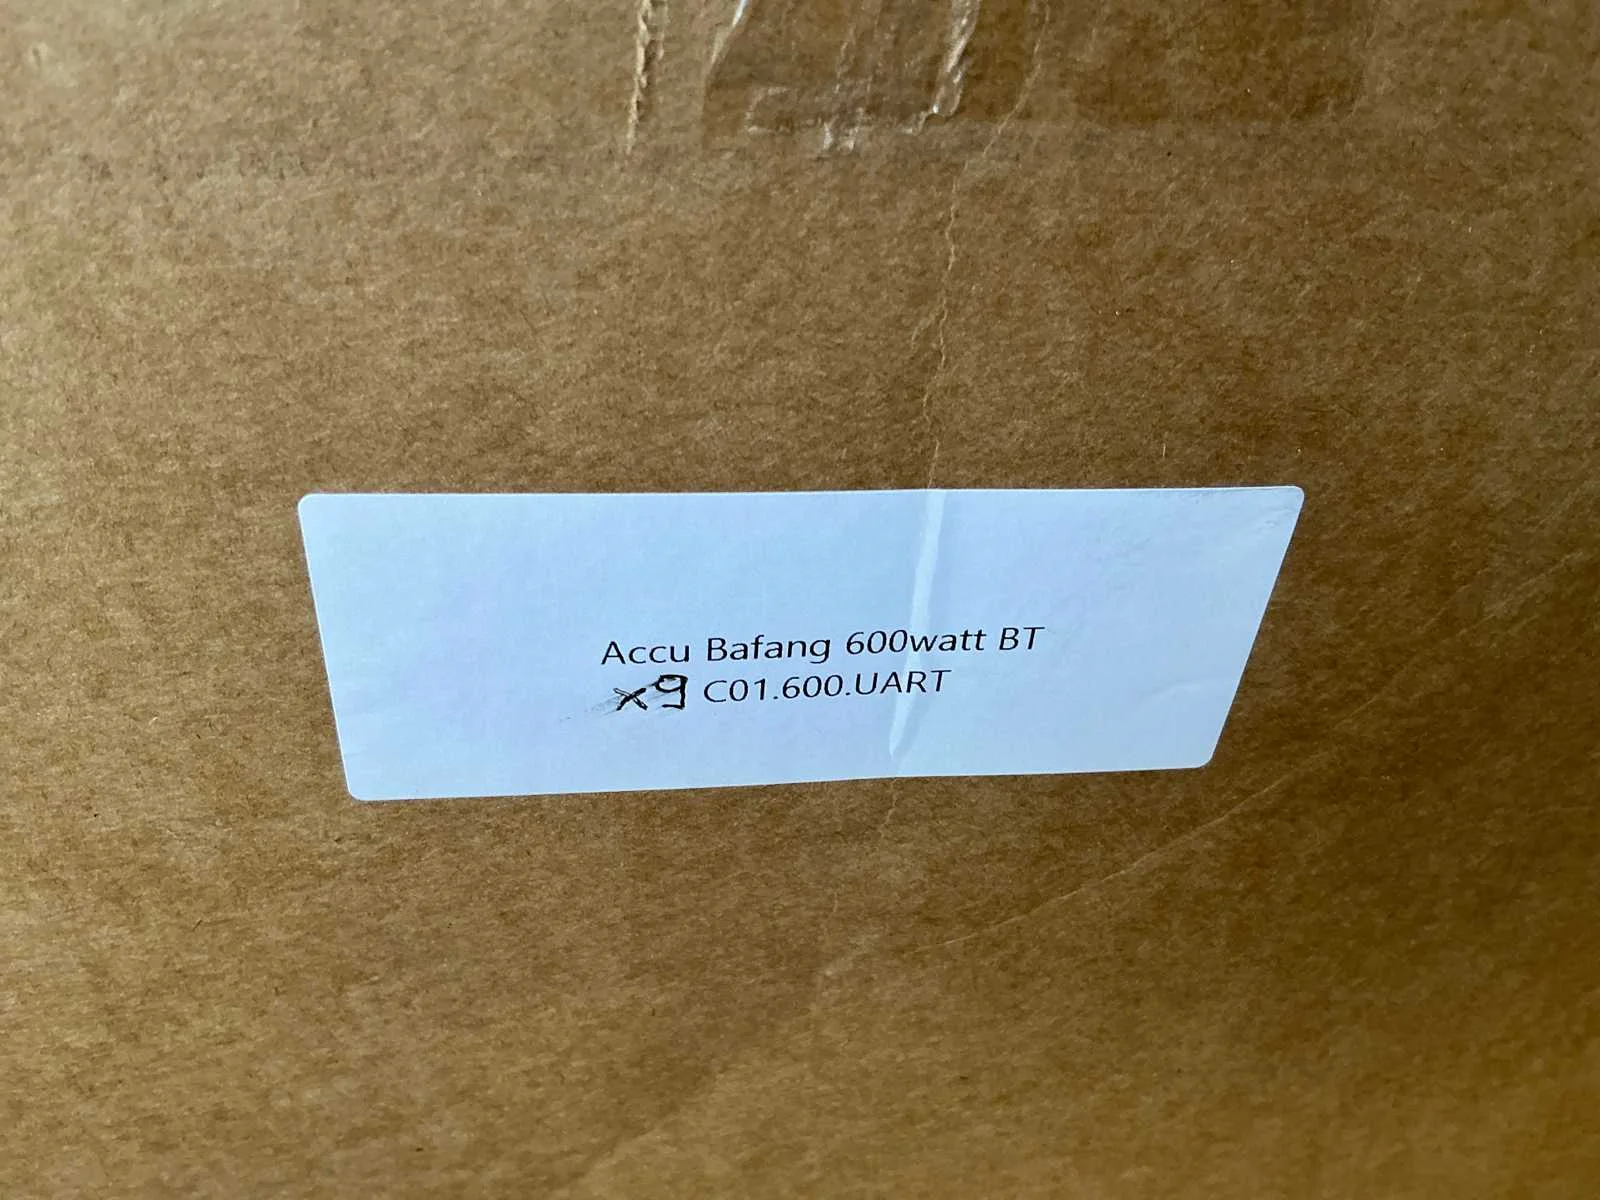 Accu Bafang 600watt BT
x9 C01.600.UART